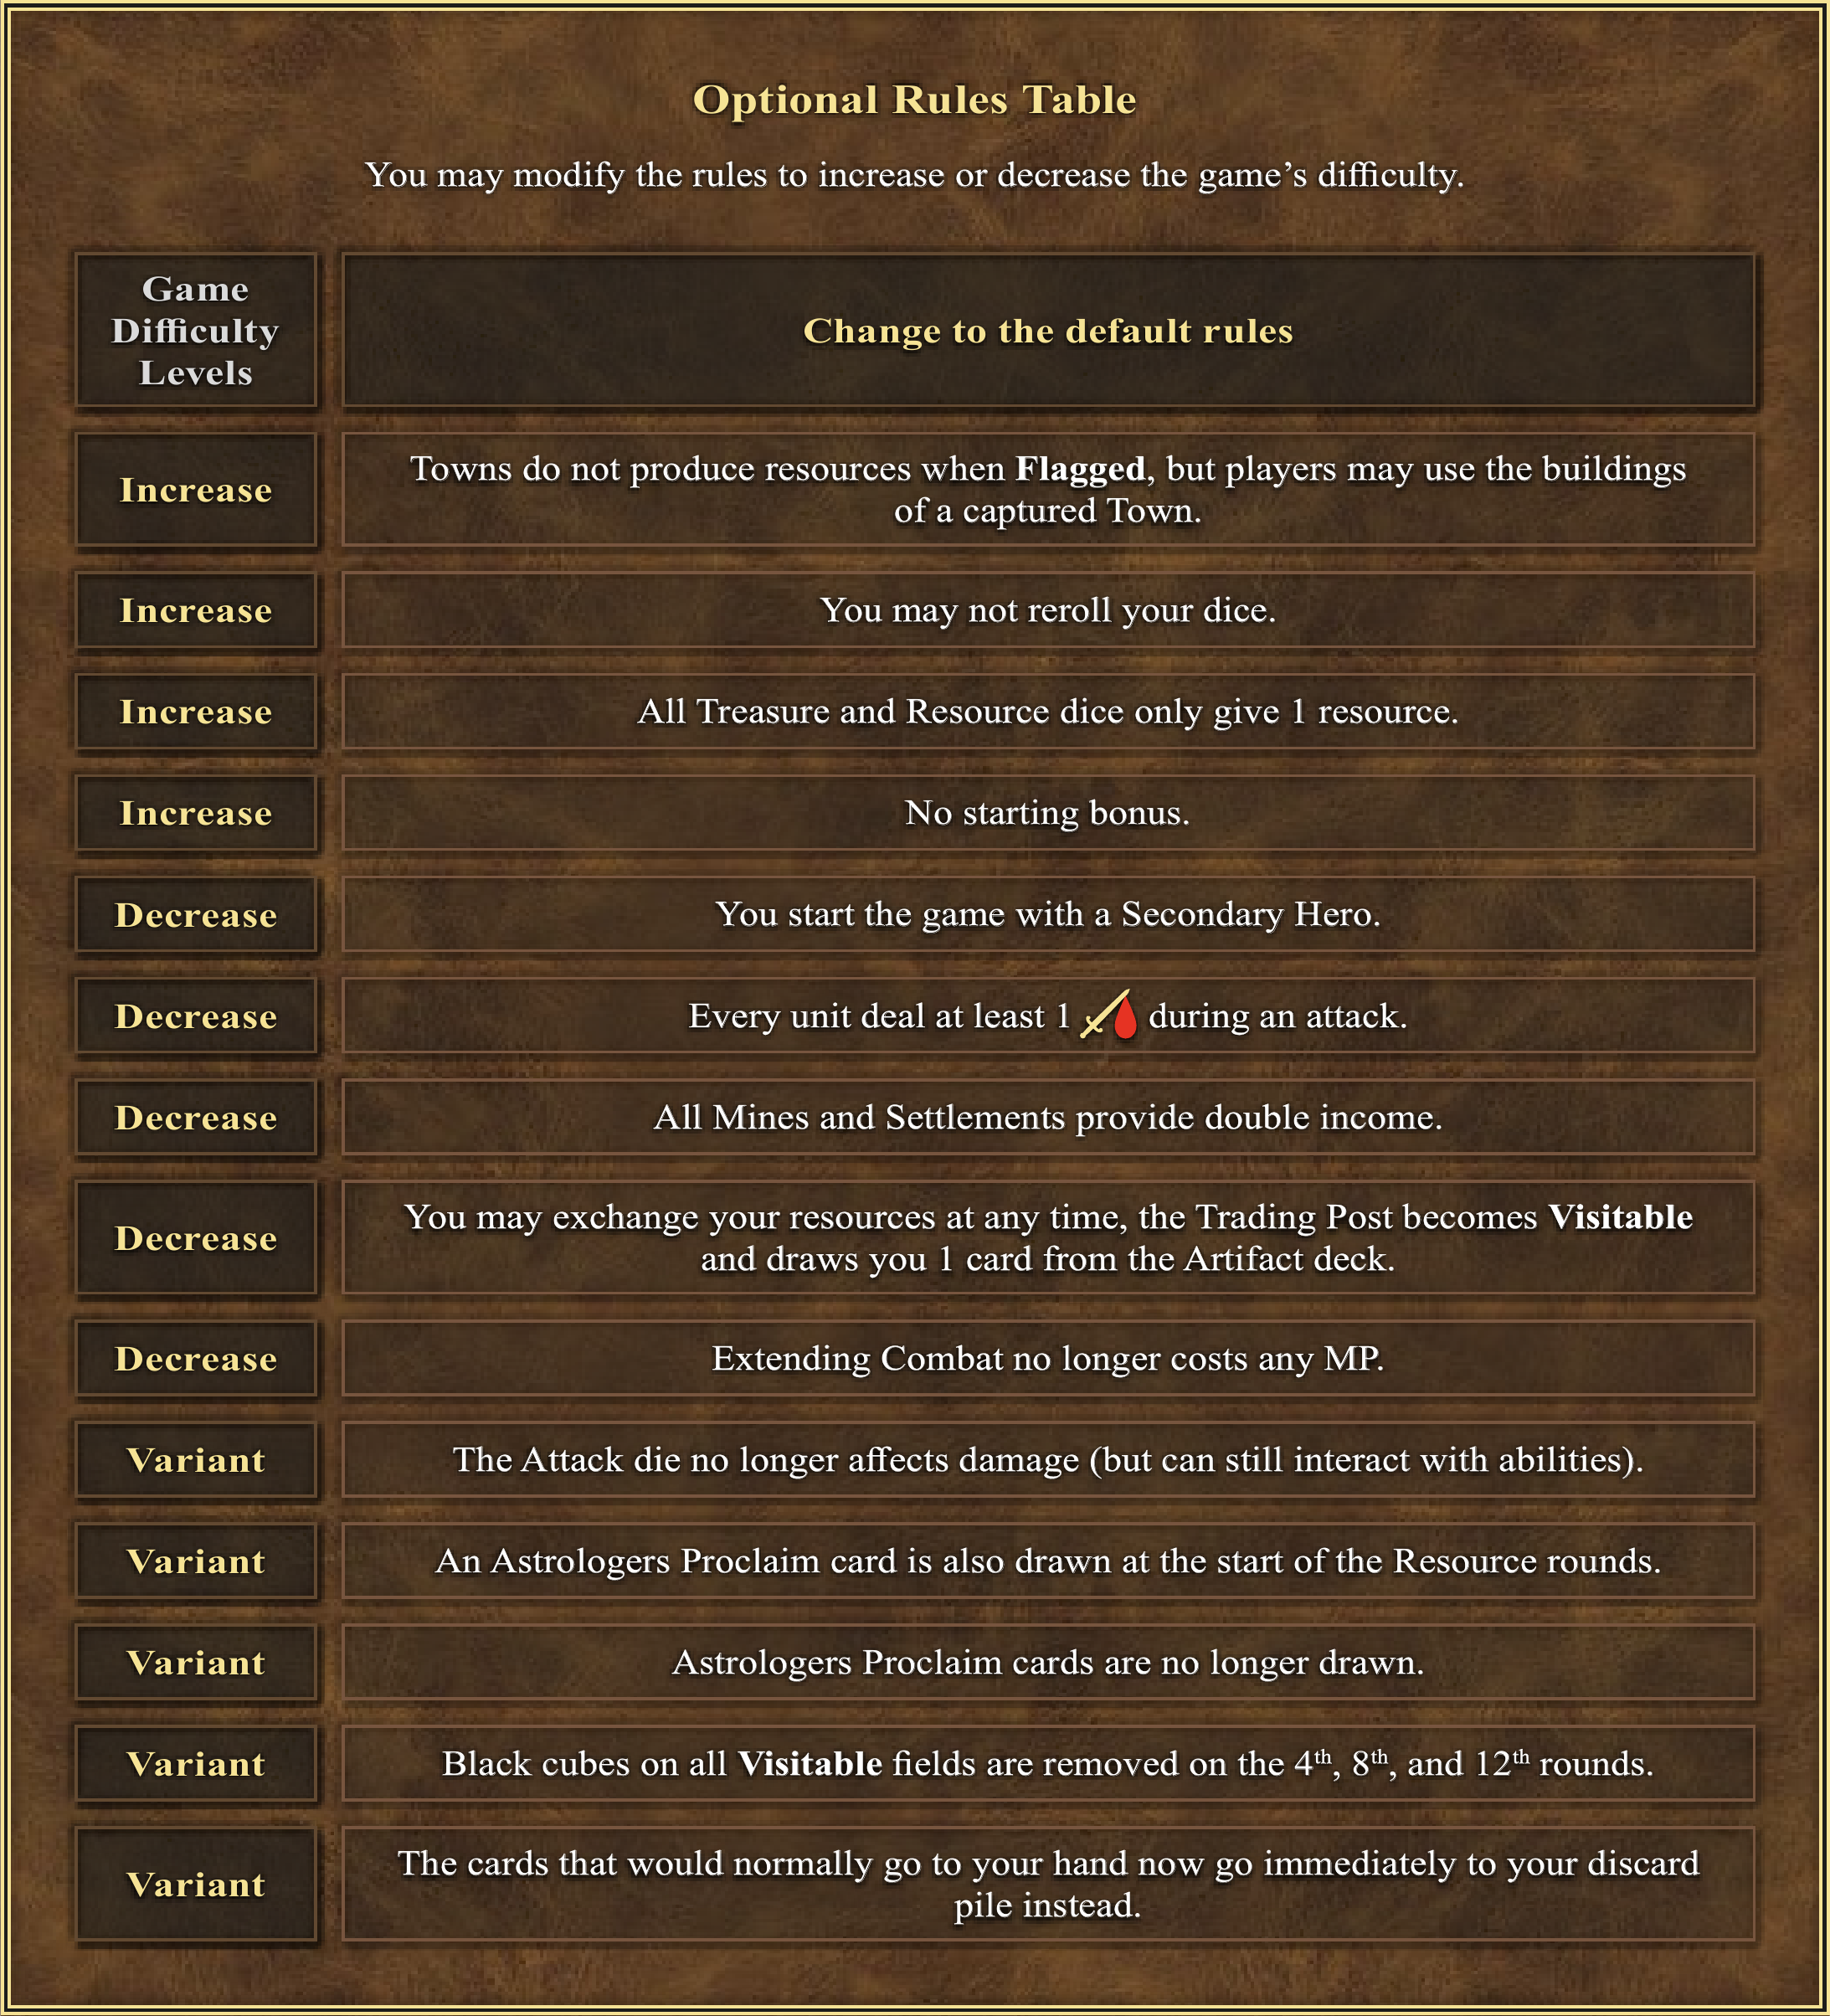 Optional Rules Table
You may modify the rules to increase or decrease the game’s difficulty.
Game
Difficulty
Levels
Change to the default rules
Increase
Towns do not produce resources when Flagged, but players may use the buildings
of a captured Town.
Increase
You may not reroll your dice.
Increase
All Treasure and Resource dice only give 1 resource.
Increase
No starting bonus.
Decrease
You start the game with a Secondary Hero.
Decrease
Every unit deal at least 1 during an attack.
Decrease
All Mines and Settlements provide double income.
Decrease
You may exchange your resources at any time, the Trading Post becomes Visitable
and draws you 1 card from the Artifact deck.
Decrease
Extending Combat no longer costs any MP.
Variant
The Attack die no longer affects damage (but can still interact with abilities).
Variant
An Astrologers Proclaim card is also drawn at the start of the Resource rounds.
Variant
Astrologers Proclaim cards are no longer drawn.
Variant
Black cubes on all Visitable fields are removed on the 4th, 8th, and 12th rounds.
Variant
The cards that would normally go to your hand now go immediately to your discard
pile instead.